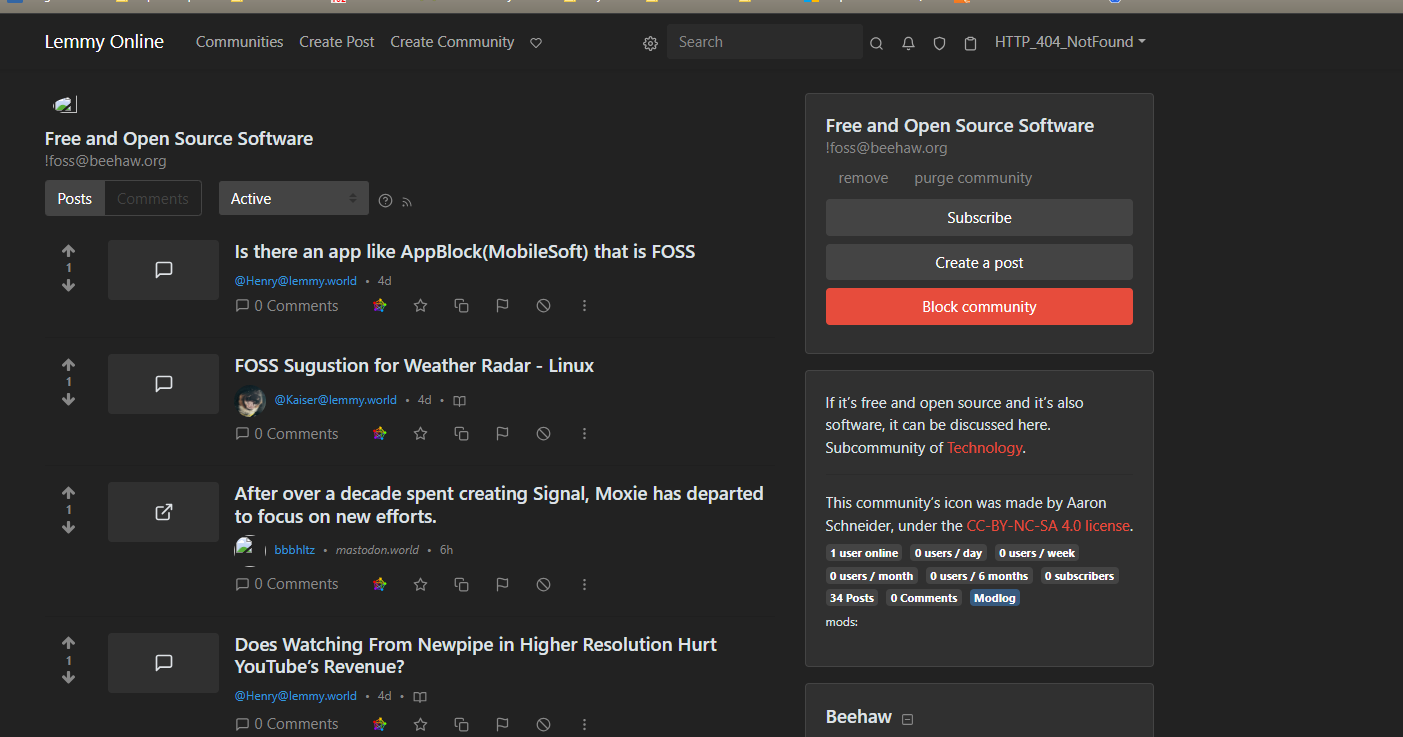 Lemmy Online
Communities
Create Post
Create Community
Search
HTTP_404_NotFound
Free and Open Source Software
!foss@beehaw.org
Posts
Comments
Active
1
Is there an app like AppBlock(MobileSoft) that is FOSS
@Henry@lemmy.world • 4d
0 Comments
1
FOSS Sugustion for Weather Radar - Linux
@Kaiser@lemmy.world • 4d •
0 Comments
1
After over a decade spent creating Signal, Moxie has departed
to focus on new efforts.
bbbhltz • mastodon.world • 6h
0 Comments
1
Does Watching From Newpipe in Higher Resolution Hurt
YouTube’s Revenue?
@Henry@lemmy.world • 4d •
0 Comments
Free and Open Source Software
!foss@beehaw.org
remove
purge community
Subscribe
Create a post
Block community
If it’s free and open source and it’s also
software, it can be discussed here.
Subcommunity of Technology.
This community’s icon was made by Aaron
Schneider, under the CC-BY-NC-SA 4.0 license.
1 user online 0 users / day 0 users / week
0 users / month 0 users / 6 months 0 subscribers
34 Posts 0 Comments Modlog
mods:
Beehaw